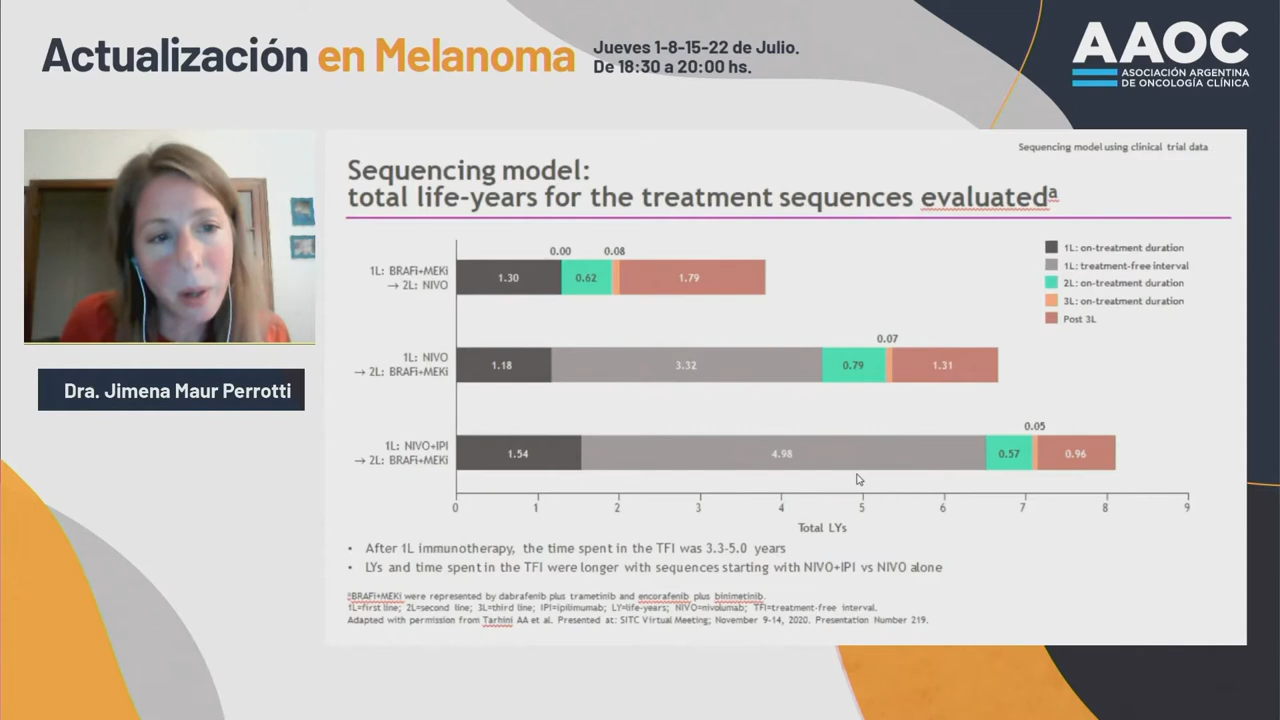 Actualización en Melanoma
Jueves 1-8-15-22 de Julio.
De 18:30 a 20:00 hs.
AAOC
ASOCIACIÓN ARGENTINA
DE ONCOLOGÍA CLÍNICA
Dra. Jimena Maur Perrotti
Sequencing model using clinical trial data
Sequencing model:
total life-years for the treatment sequences evaluatedª
1L: on-treatment duration
1L: treatment-free interval
2L: on-treatment duration
3L: on-treatment duration
Post 3L
0.00 0.08
1L: BRAFi+MEKi
→ 2L: NIVO
1.30 0.62 1.79
0.07
1L: NIVO
→ 2L: BRAFi+MEKi
1.18 3.32 0.79 1.31
0.05
1L: NIVO+IPI
→ 2L: BRAFi+MEKi
1.54 4.98 0.57 0.96
0 1 2 3 4 5 6 7 8 9
Total LYs
• After 1L immunotherapy, the time spent in the TFI was 3.3-5.0 years
• LYs and time spent in the TFI were longer with sequences starting with NIVO+IPI vs NIVO alone
ªBRAFi+MEKi were represented by dabrafenib plus trametinib and encorafenib plus binimetinib.
1L=first line; 2L=second line; 3L=third line; IPI=ipilimumab; LY=life-years; NIVO=nivolumab; TFI=treatment-free interval.
Adapted with permission from Tarhini AA et al. Presented at: SITC Virtual Meeting; November 9-14, 2020. Presentation Number 219.